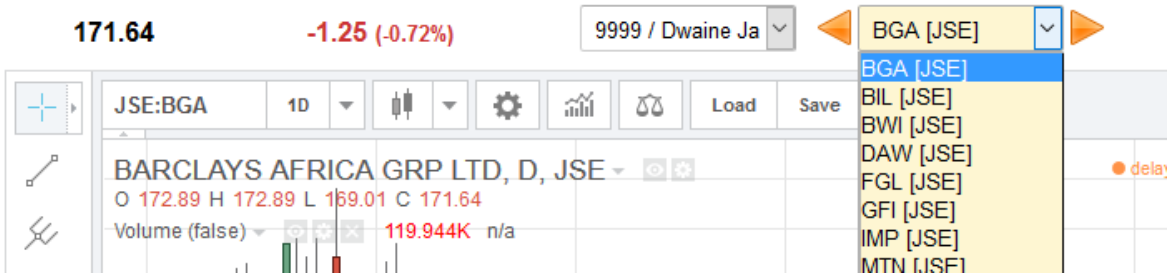 171.64 -1.25 (-0.72%) 9999 / Dwaine Ja BGA [JSE]
BGA [JSE]
BIL [JSE]
BWI [JSE]
DAW [JSE]
FGL [JSE]
GFI [JSE]
IMP [JSE]
MTN [JSE]
JSE:BGA 1D Load Save
BARCLAYS AFRICA GRP LTD, D, JSE
delay
O 172.89 H 172.89 L 169.01 C 171.64
Volume (false) 119.944K n/a